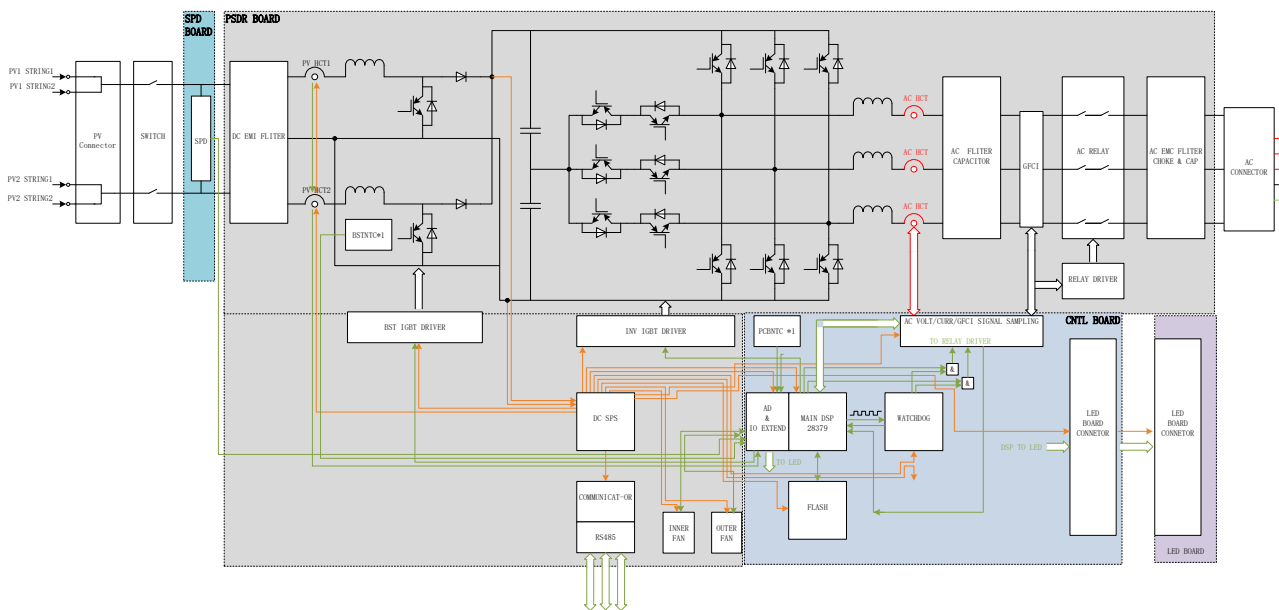 SPD
BOARD
PSDR BOARD
PV1 STRING1
PV1 STRING2
PV2 STRING1
PV2 STRING2
PV
Connector
SWITCH
SPD
DC EMI FLITER
PV HCT1
PV HCT2
BSTNTC*1
AC HCT
AC HCT
AC HCT
AC FLITER
CAPACITOR
GFCI
AC RELAY
AC EMC FLITER
CHOKE & CAP
AC
CONNECTOR
RELAY DRIVER
BST IGBT DRIVER
INV IGBT DRIVER
PCBNTC *1
AC VOLT/CURR/GFCI SIGNAL SAMPLING
CNTL BOARD
TO RELAY DRIVER
&
&
DC SPS
AD
&
IO EXTEND
MAIN DSP
28379
WATCHDOG
LED
BOARD
CONNETOR
LED
BOARD
CONNETOR
DSP TO LED
TO LED
COMMUNICAT-OR
RS485
INNER
FAN
OUTER
FAN
FLASH
LED BOARD